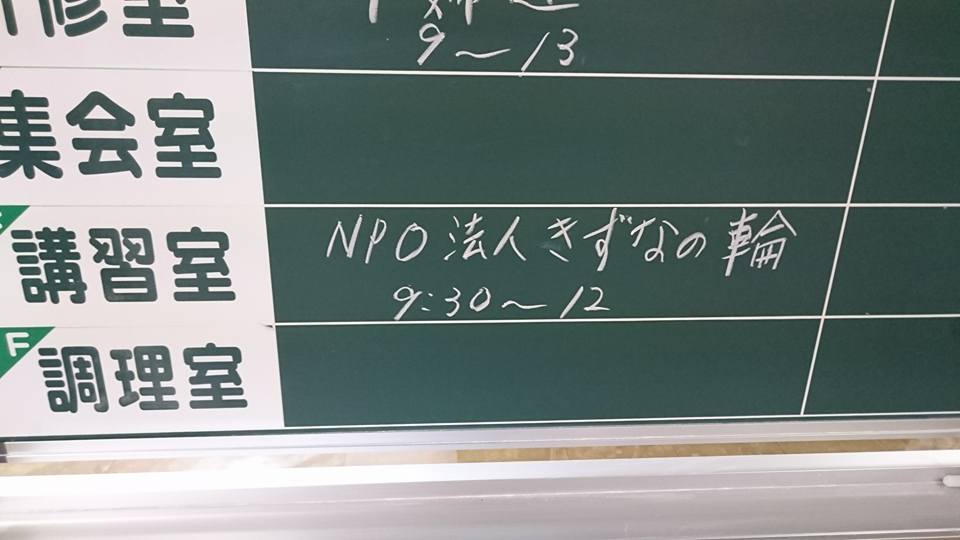 修室
9～13
集会室
講習室
NPO法人きずなの輪
9:30～12
F
調理室